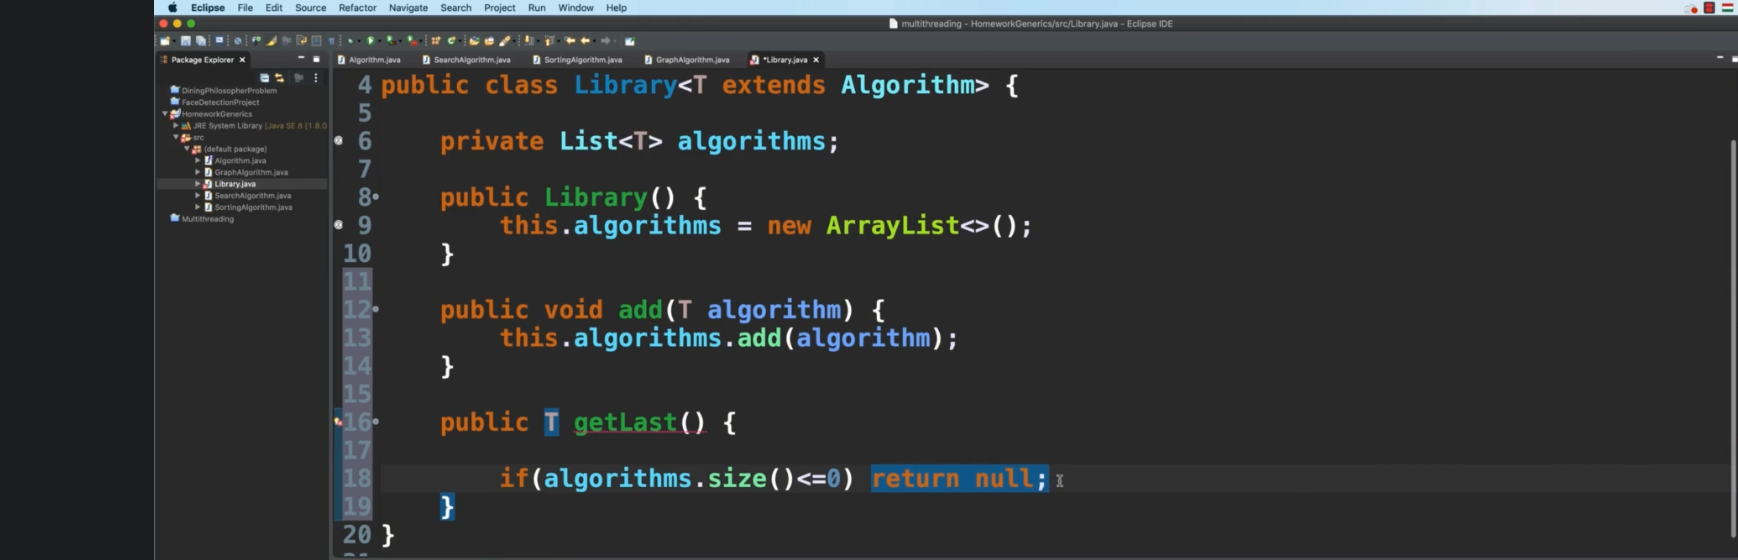 Eclipse File Edit Source Refactor Navigate Search Project Run Window Help
multithreading - HomeworkGenerics/src/Library.java - Eclipse IDE
Package Explorer
Algorithm.java SearchAlgorithm.java SortingAlgorithm.java GraphAlgorithm.java *Library.java
DiningPhilosopherProblem
FaceDetectionProject
HomeworkGenerics
JRE System Library [Java SE 8 [1.8.0
src
(default package)
Algorithm.java
GraphAlgorithm.java
Library.java
SearchAlgorithm.java
SortingAlgorithm.java
Multithreading
4 public class Library<T extends Algorithm> {
5
6 private List<T> algorithms;
7
8 public Library() {
9 this.algorithms = new ArrayList<>();
10 }
11
12 public void add(T algorithm) {
13 this.algorithms.add(algorithm);
14 }
15
16 public T getLast() {
17
18 if(algorithms.size()<=0) return null;
19 }
20 }